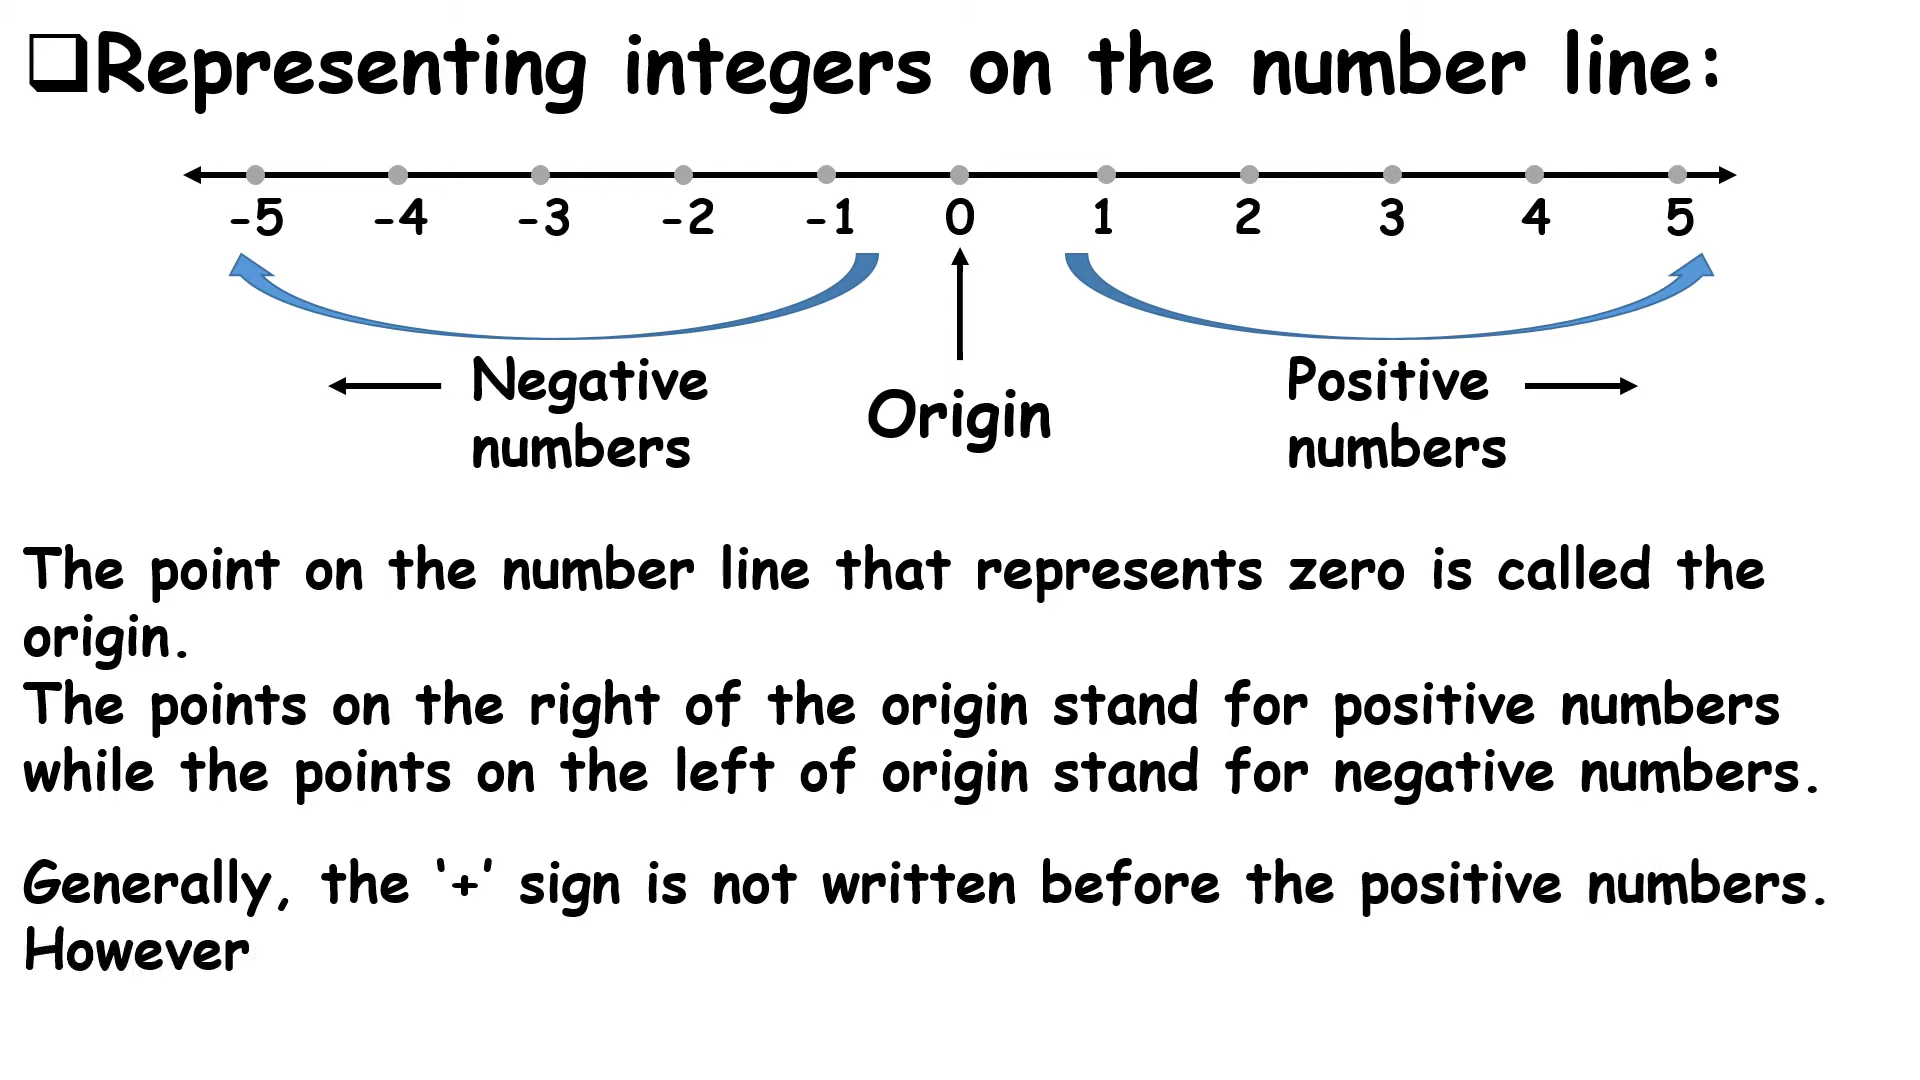 ❑Representing integers on the number line:
-5 -4 -3 -2 -1 0 1 2 3 4 5
Negative
numbers
Origin
Positive
numbers
The point on the number line that represents zero is called the
origin.
The points on the right of the origin stand for positive numbers
while the points on the left of origin stand for negative numbers.
Generally, the ‘+’ sign is not written before the positive numbers.
However